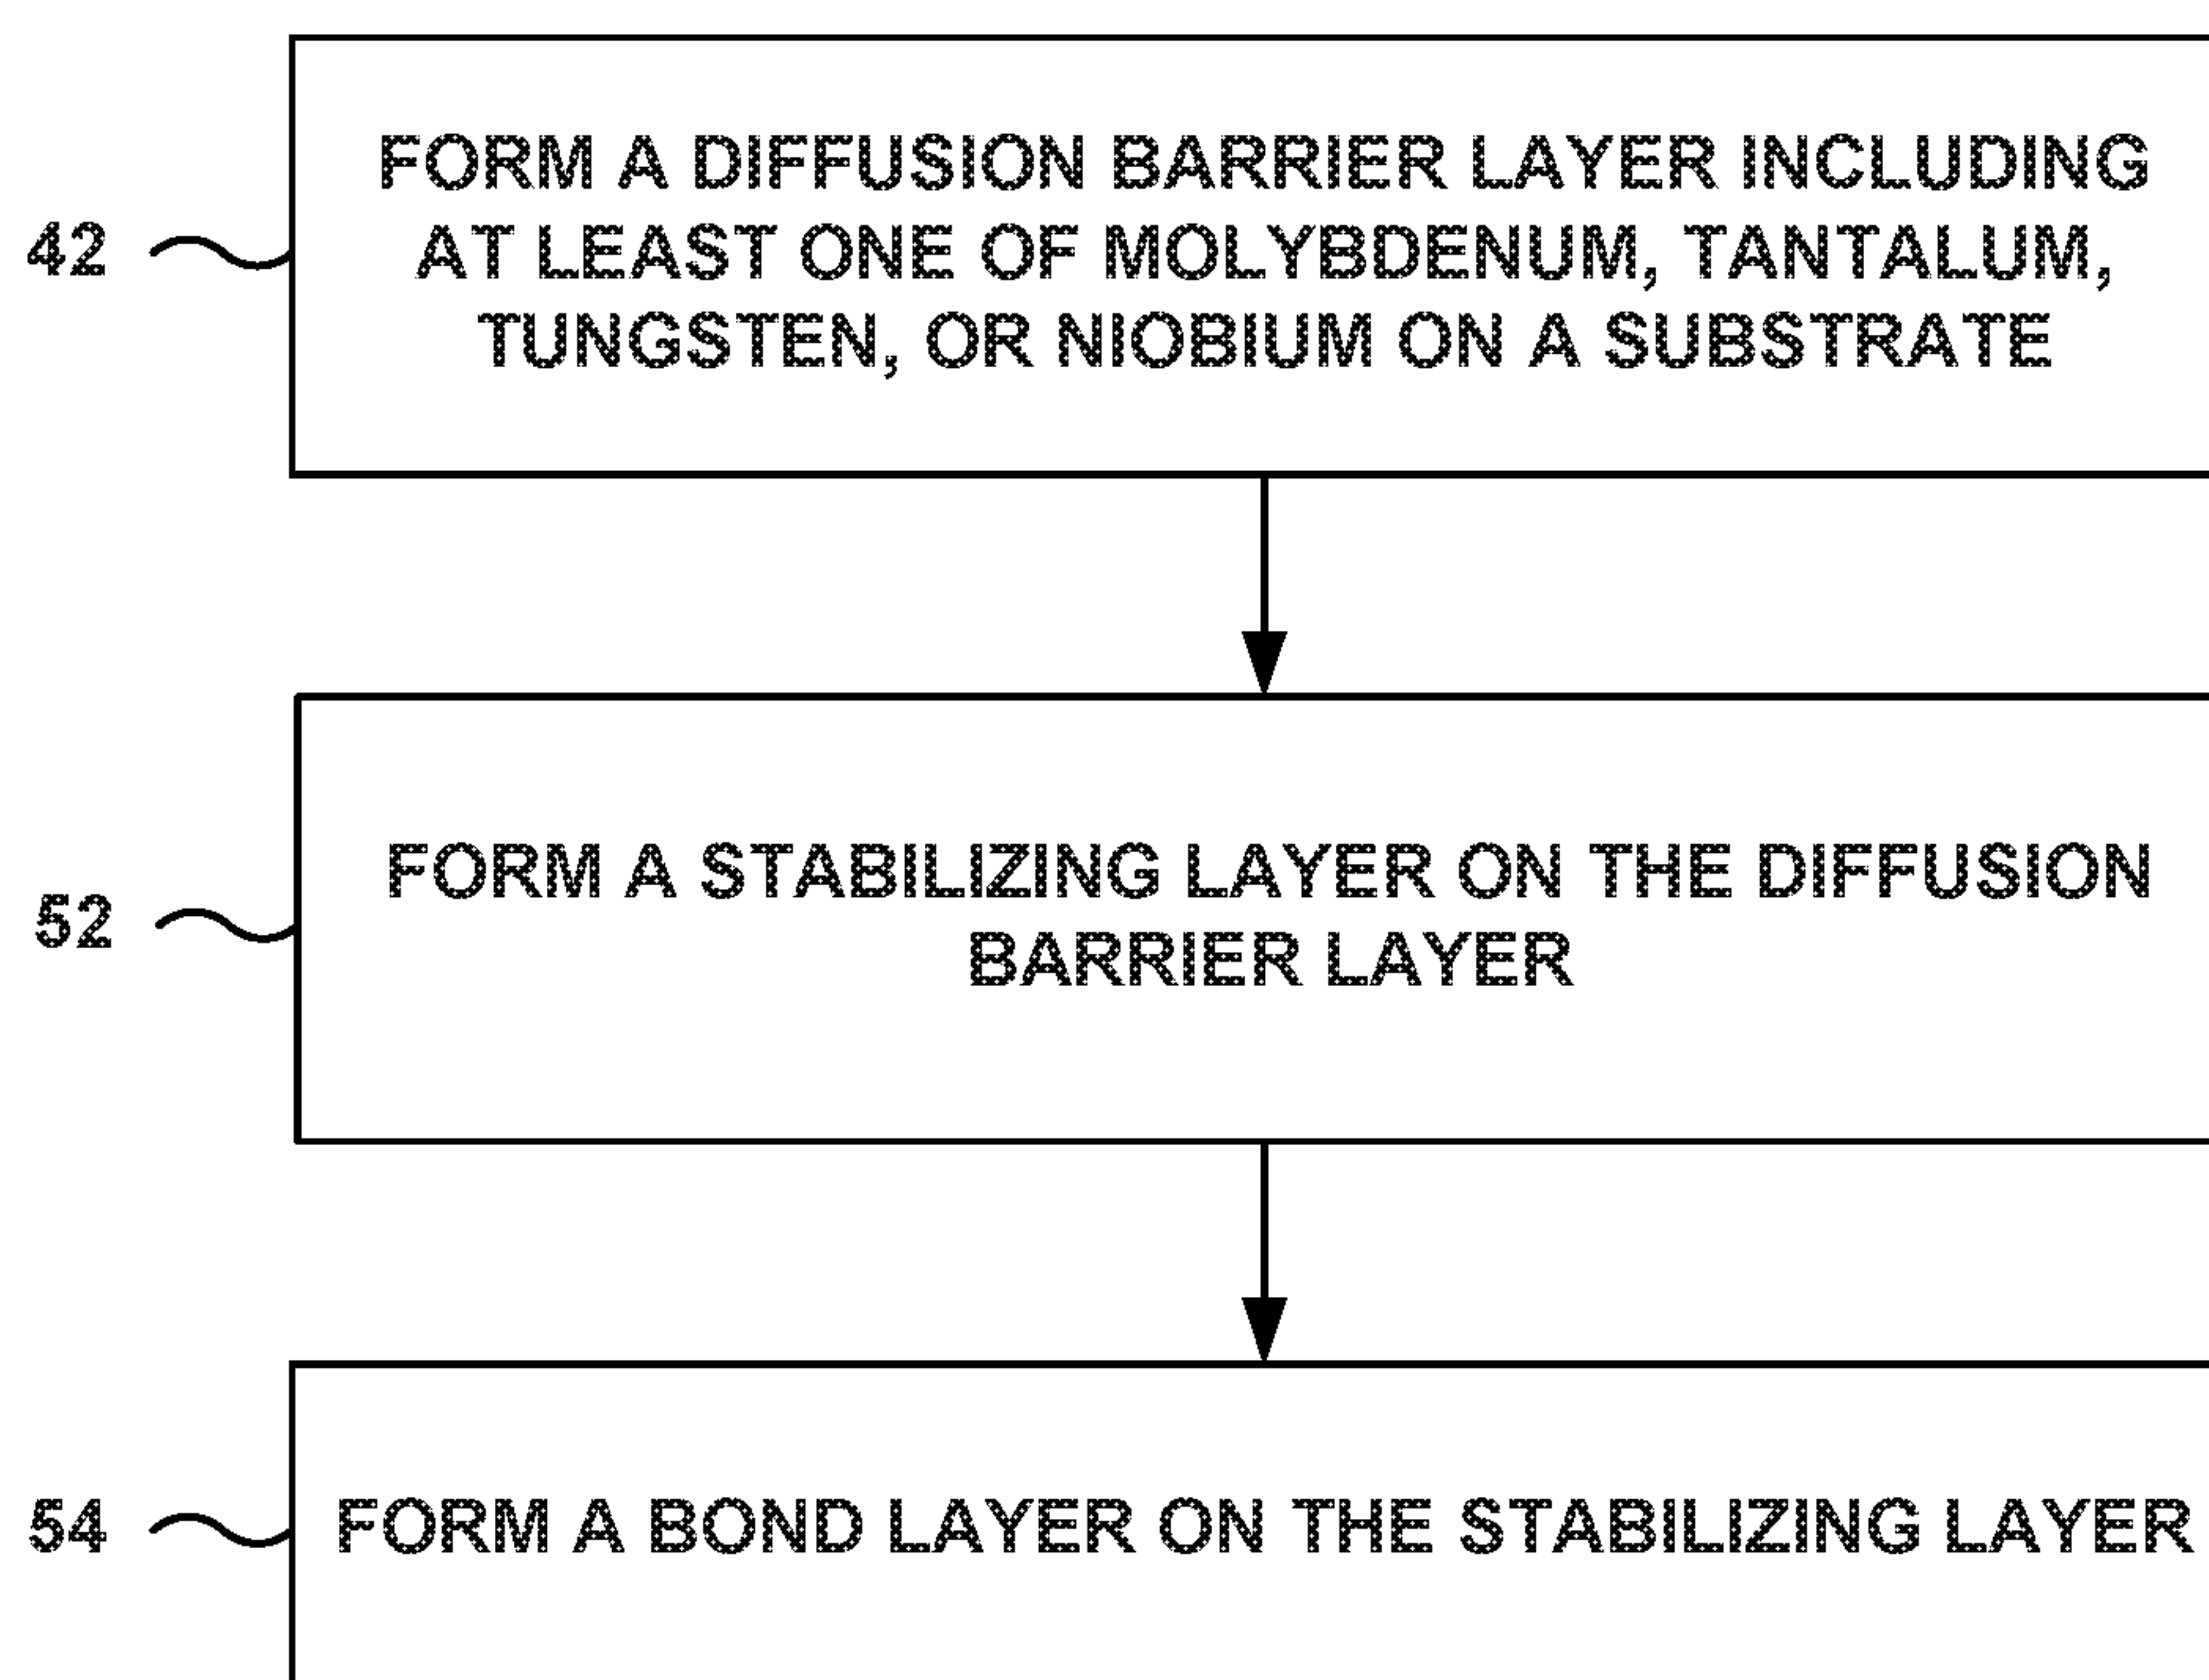 42
FORM A DIFFUSION BARRIER LAYER INCLUDING
AT LEAST ONE OF MOLYBDENUM, TANTALUM,
TUNGSTEN, OR NIOBIUM ON A SUBSTRATE
52
FORM A STABILIZING LAYER ON THE DIFFUSION
BARRIER LAYER
54
FORM A BOND LAYER ON THE STABILIZING LAYER